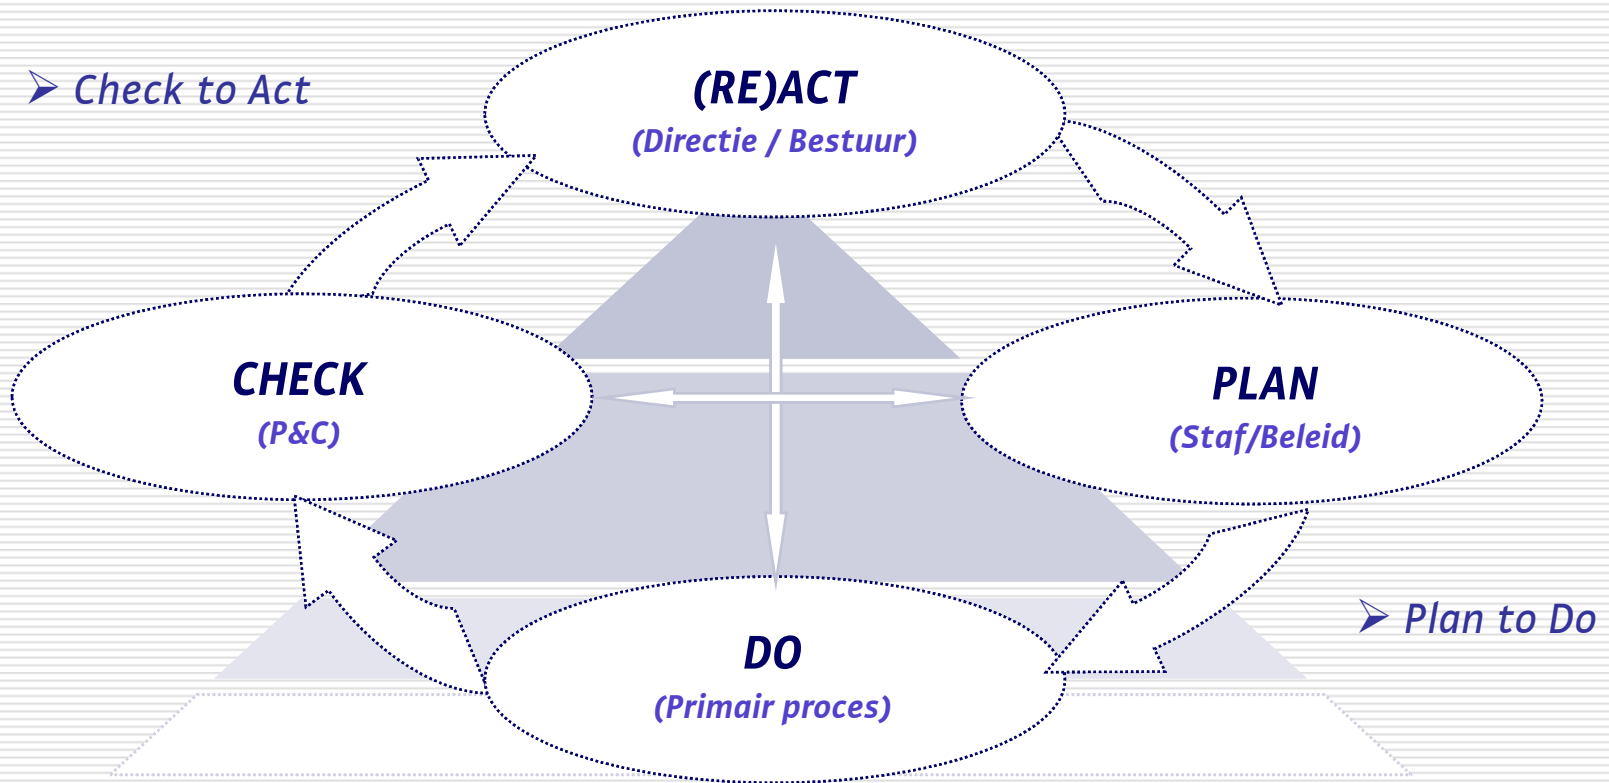 Check to Act
(RE)ACT
(Directie / Bestuur)
CHECK
(P&C)
PLAN
(Staf/Beleid)
Plan to Do
DO
(Primair proces)